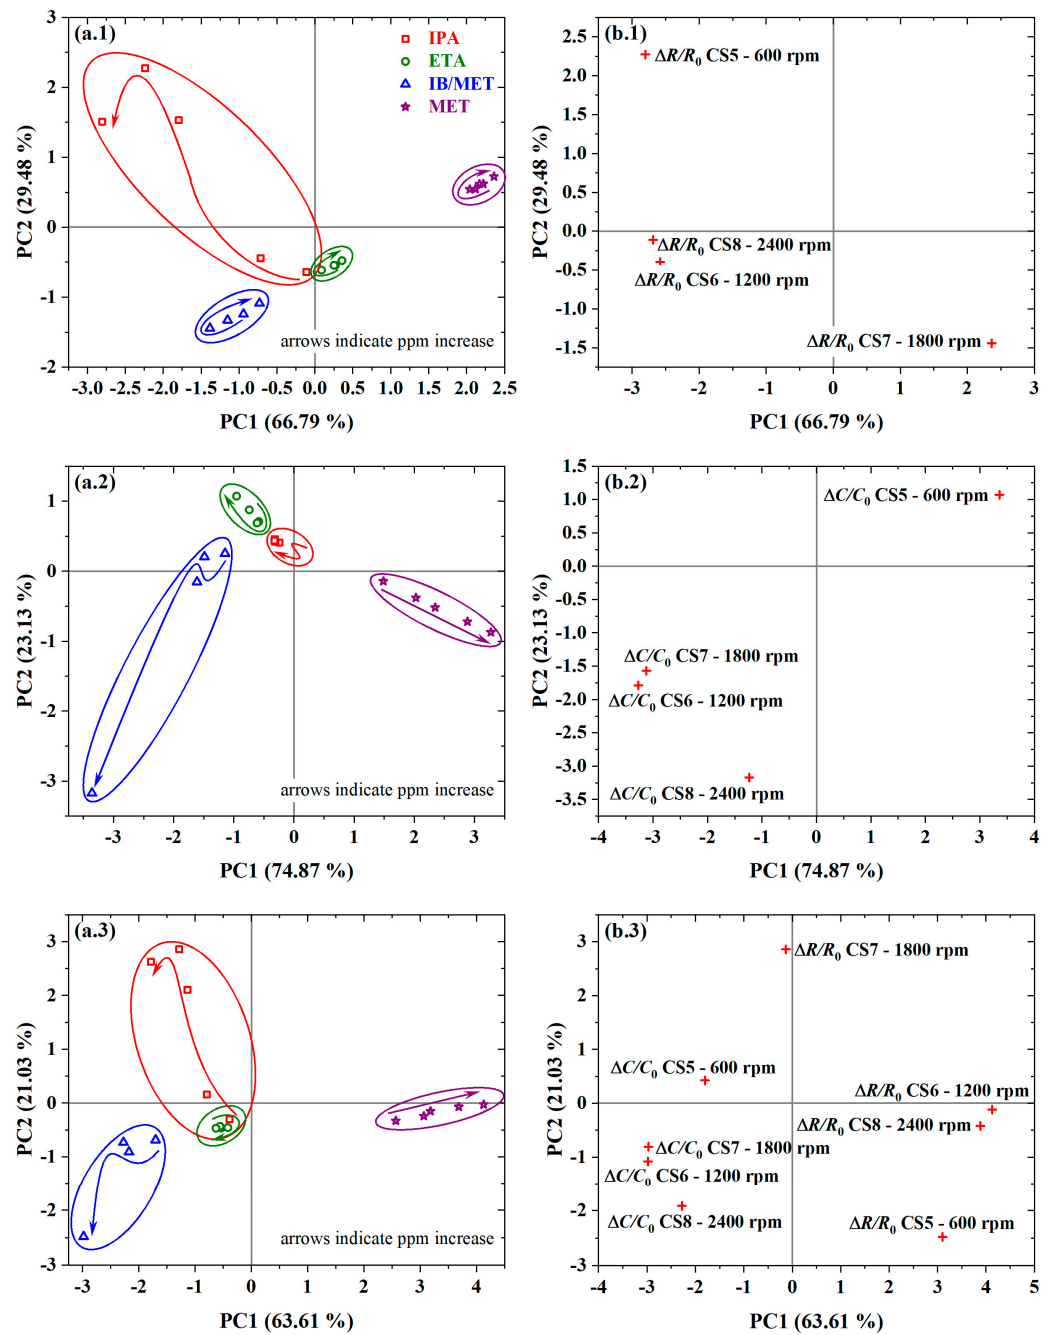 (a.1)
IPA
ETA
IB/MET
MET
3
2
1
0
-1
-2
PC2 (29.48 %)
arrows indicate ppm increase
-3.0 -2.5 -2.0 -1.5 -1.0 -0.5 0.0 0.5 1.0 1.5 2.0 2.5
PC1 (66.79 %)
(b.1)
2.5
2.0
1.5
1.0
0.5
0.0
-0.5
-1.0
-1.5
PC2 (29.48 %)
ΔR/R0 CS5 - 600 rpm
ΔR/R0 CS8 - 2400 rpm
ΔR/R0 CS6 - 1200 rpm
ΔR/R0 CS7 - 1800 rpm
-3 -2 -1 0 1 2 3
PC1 (66.79 %)
(a.2)
1
0
-1
-2
-3
PC2 (23.13 %)
arrows indicate ppm increase
-3 -2 -1 0 1 2 3
PC1 (74.87 %)
(b.2)
1.5
1.0
0.5
0.0
-0.5
-1.0
-1.5
-2.0
-2.5
-3.0
-3.5
PC2 (23.13 %)
ΔC/C0 CS5 - 600 rpm
ΔC/C0 CS7 - 1800 rpm
ΔC/C0 CS6 - 1200 rpm
ΔC/C0 CS8 - 2400 rpm
-4 -3 -2 -1 0 1 2 3 4
PC1 (74.87 %)
(a.3)
3
2
1
0
-1
-2
-3
PC2 (21.03 %)
arrows indicate ppm increase
-3 -2 -1 0 1 2 3 4
PC1 (63.61 %)
(b.3)
3
2
1
0
-1
-2
-3
PC2 (21.03 %)
ΔR/R0 CS7 - 1800 rpm
ΔC/C0 CS5 - 600 rpm
ΔR/R0 CS6 - 1200 rpm
ΔR/R0 CS8 - 2400 rpm
ΔC/C0 CS7 - 1800 rpm
ΔC/C0 CS6 - 1200 rpm
ΔC/C0 CS8 - 2400 rpm
ΔR/R0 CS5 - 600 rpm
-4 -3 -2 -1 0 1 2 3 4 5
PC1 (63.61 %)